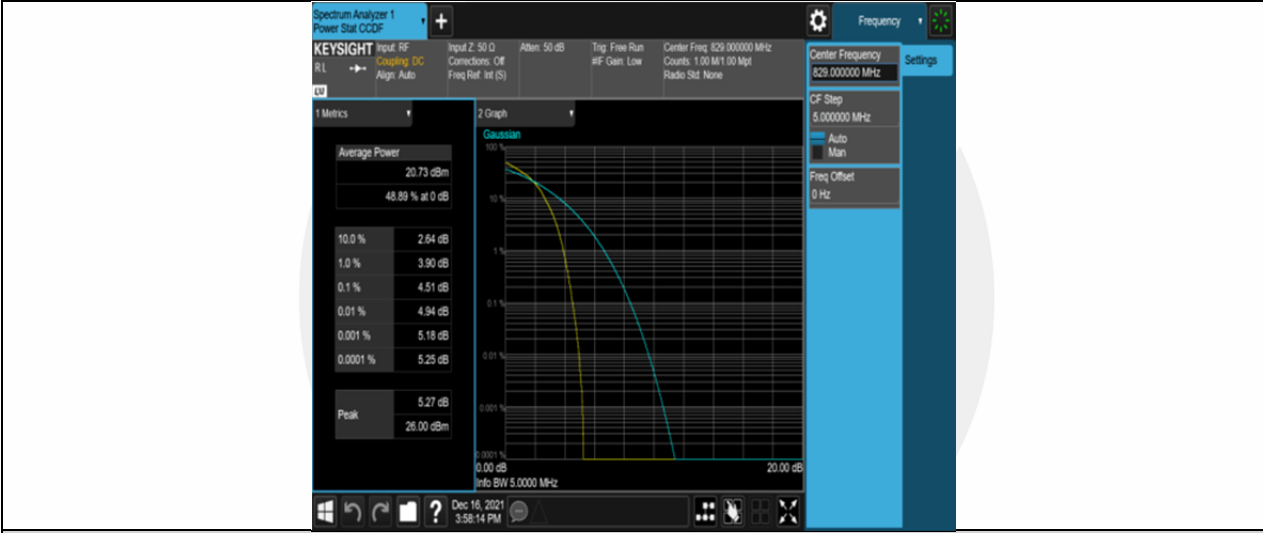 Spectrum Analyzer 1
Power Stat CCDF
+
Frequency
KEYSIGHT
RL
LV
Input: RF
Coupling: DC
Align: Auto
Input Z: 50 Ω
Corrections: Off
Freq Ref: Int (S)
Atten: 50 dB
Trig: Free Run
#IF Gain: Low
Center Freq: 829.000000 MHz
Counts: 1.00 M/1.00 Mpt
Radio Std: None
Center Frequency
829.000000 MHz
Settings
CF Step
5.000000 MHz
Auto
Man
Freq Offset
0 Hz
1 Metrics
Average Power
20.73 dBm
48.89 % at 0 dB
10.0 % 2.64 dB
1.0 % 3.90 dB
0.1 % 4.51 dB
0.01 % 4.94 dB
0.001 % 5.18 dB
0.0001 % 5.25 dB
Peak
5.27 dB
26.00 dBm
2 Graph
Gaussian
100 %
10 %
1 %
0.1 %
0.01 %
0.001 %
0.0001 %
0.00 dB 20.00 dB
Info BW 5.0000 MHz
?
Dec 16, 2021
3:58:14 PM